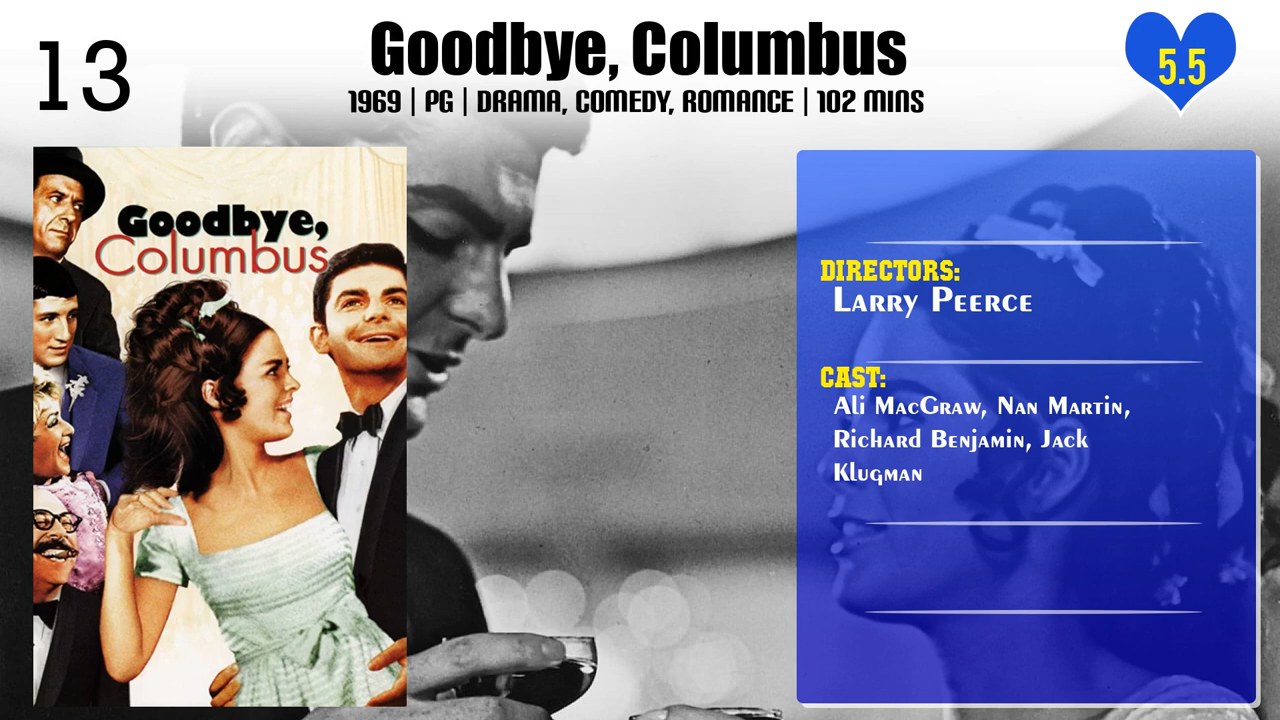 13
Goodbye, Columbus
1969 | PG | DRAMA, COMEDY, ROMANCE | 102 MINS
5.5
Goodbye,
Columbus
DIRECTORS:
Larry Peerce
CAST:
Ali MacGraw, Nan Martin,
Richard Benjamin, Jack
Klugman